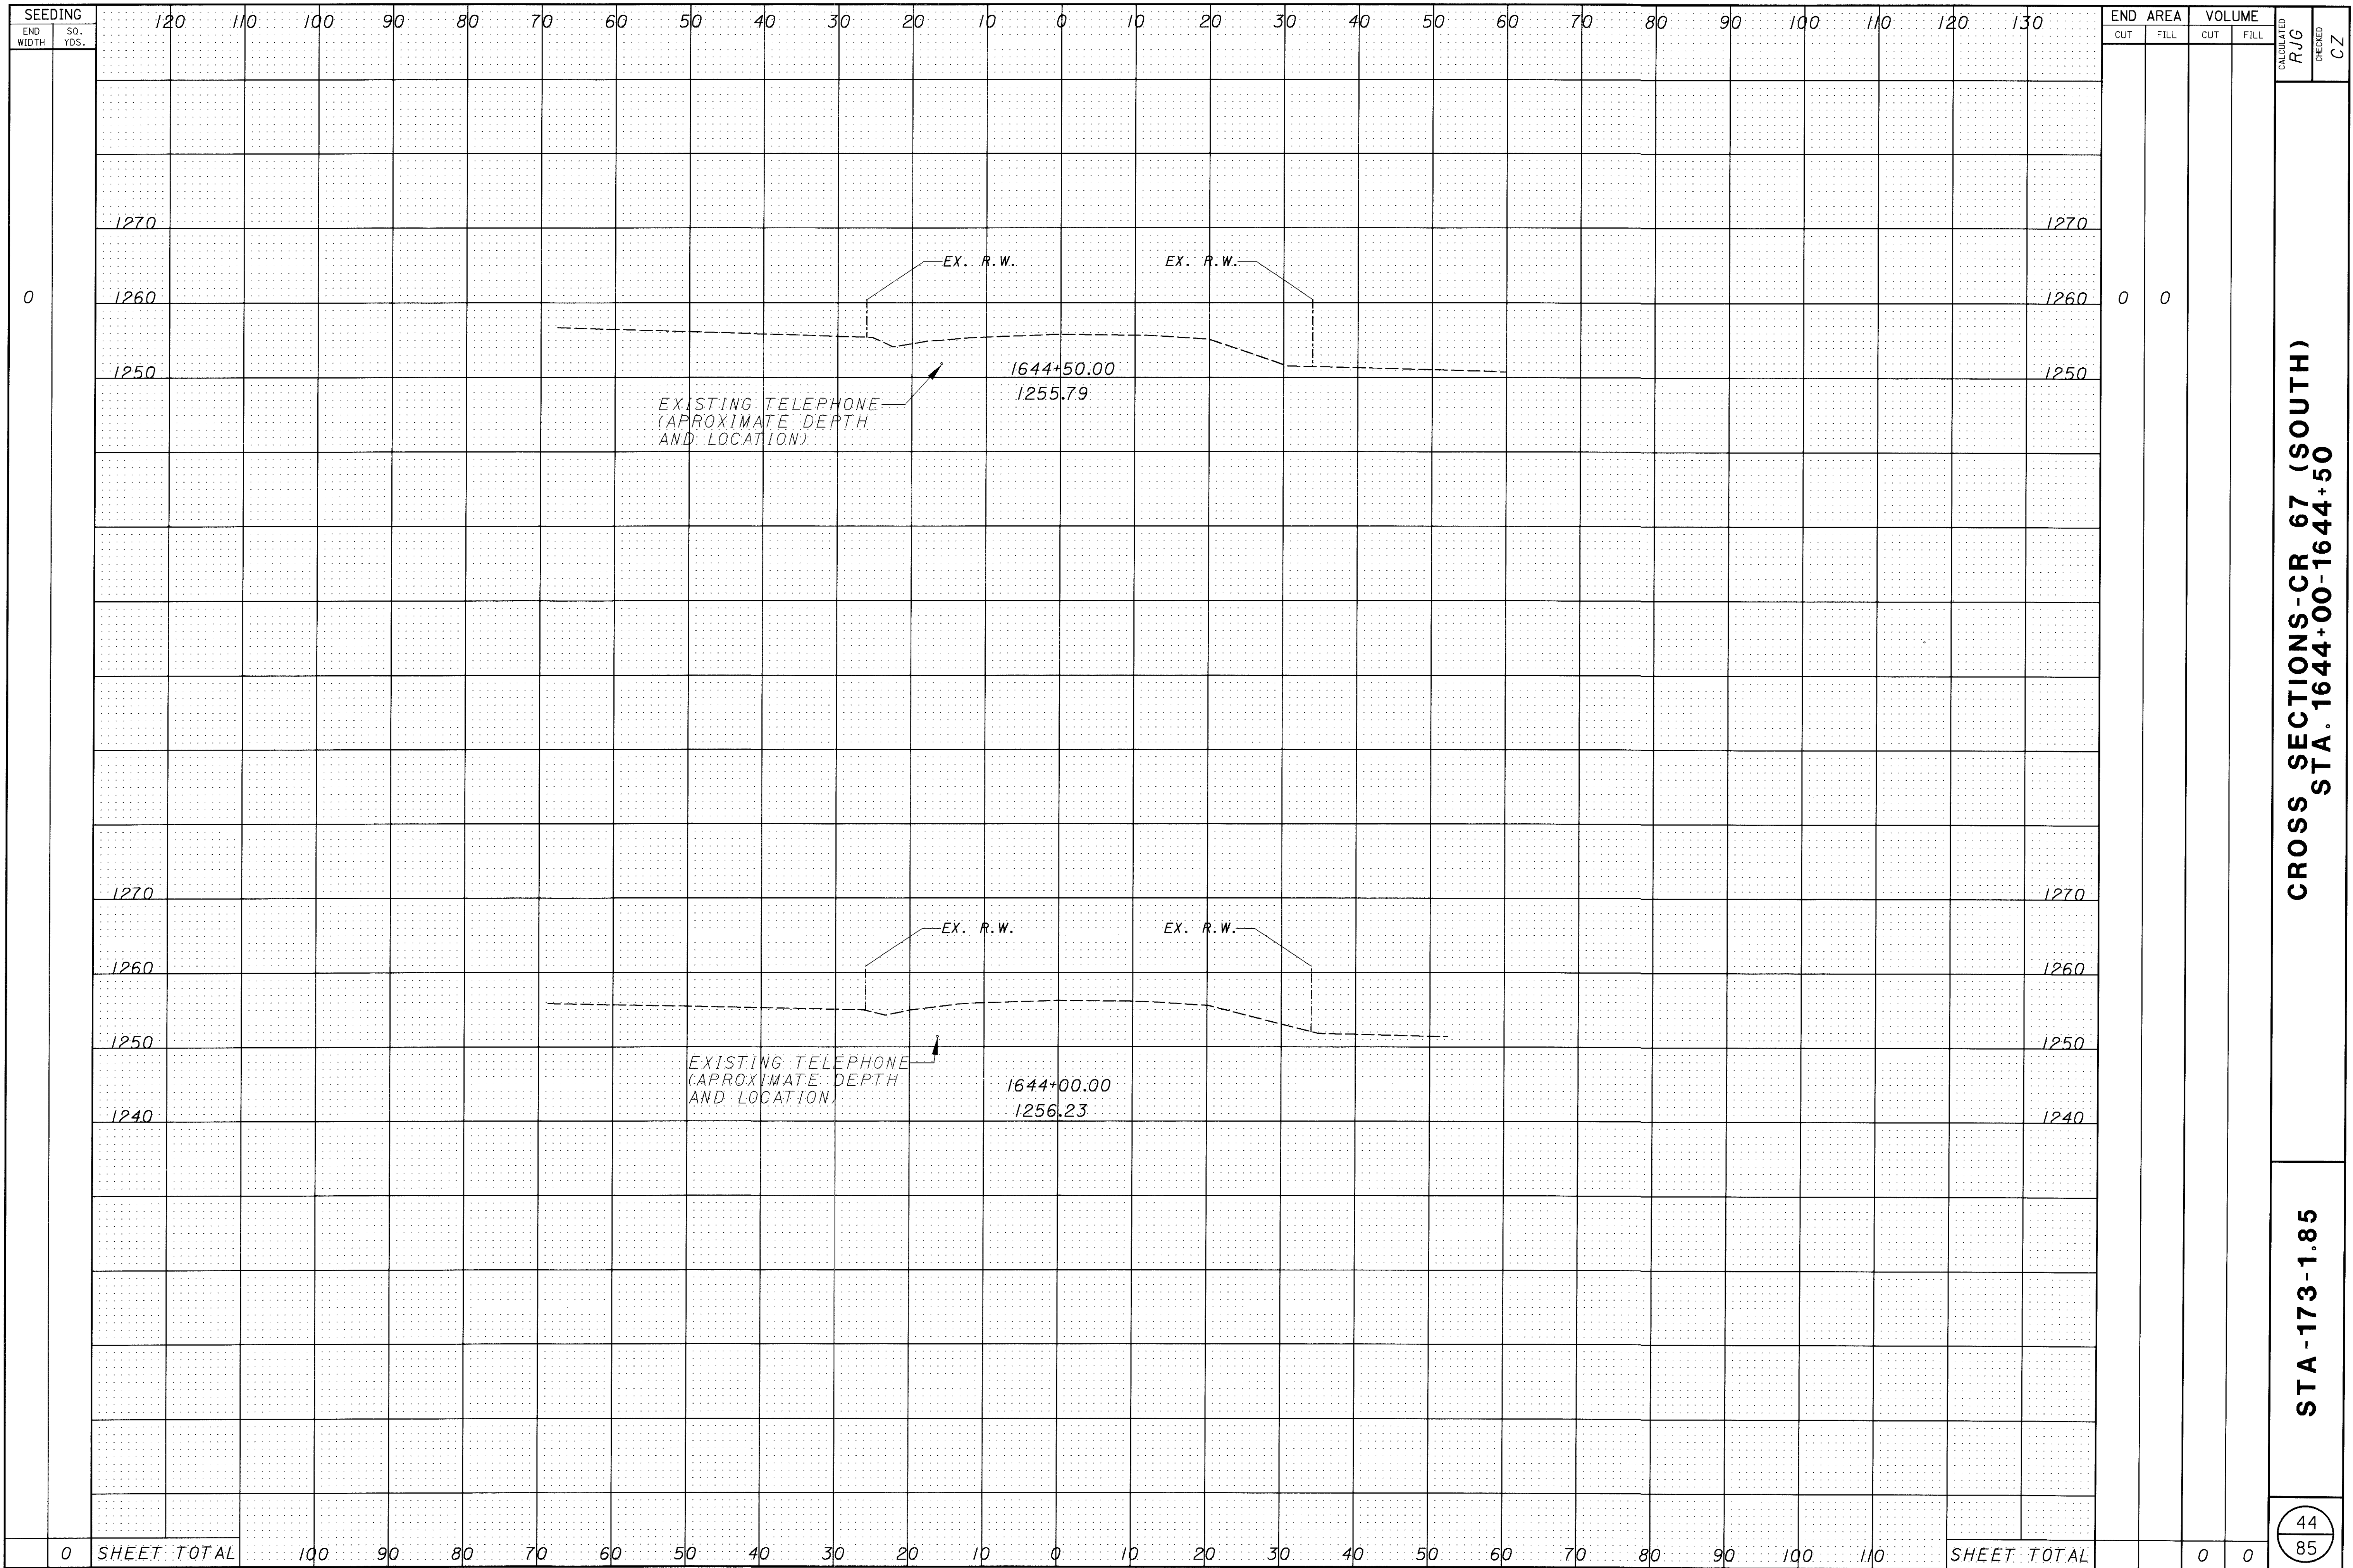 SEEDING
END WIDTH SQ. YDS.
120 110 100 90 80 70 60 50 40 30 20 10 0 10 20 30 40 50 60 70 80 90 100 110 120 130
END AREA VOLUME
CUT FILL CUT FILL
CALCULATED
RJG
CHECKED
CZ
1270 1270
EX. R.W. EX. R.W.
0 1260 1260 0 0
1250 1644+50.00 1250
1255.79
EXISTING TELEPHONE
(APROXIMATE DEPTH
AND LOCATION)
CROSS SECTIONS-CR 67 (SOUTH)
STA. 1644+00-1644+50
1270 1270
EX. R.W. EX. R.W.
1260 1260
1250 1250
EXISTING TELEPHONE
(APROXIMATE DEPTH
AND LOCATION)
1644+00.00
1256.23
1240 1240
STA-173-1.85
44
85
0 SHEET TOTAL 100 90 80 70 60 50 40 30 20 10 0 10 20 30 40 50 60 70 80 90 100 110 SHEET TOTAL 0 0